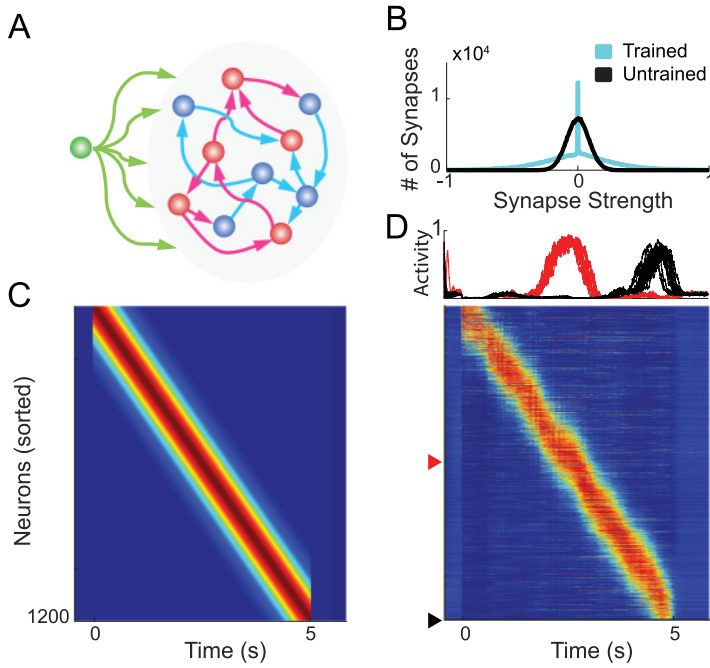 A
B
x10⁴
Trained
Untrained
# of Synapses
1
0
-1
0
1
Synapse Strength
C
Neurons (sorted)
1200
0
5
Time (s)
D
1
Activity
0
5
Time (s)